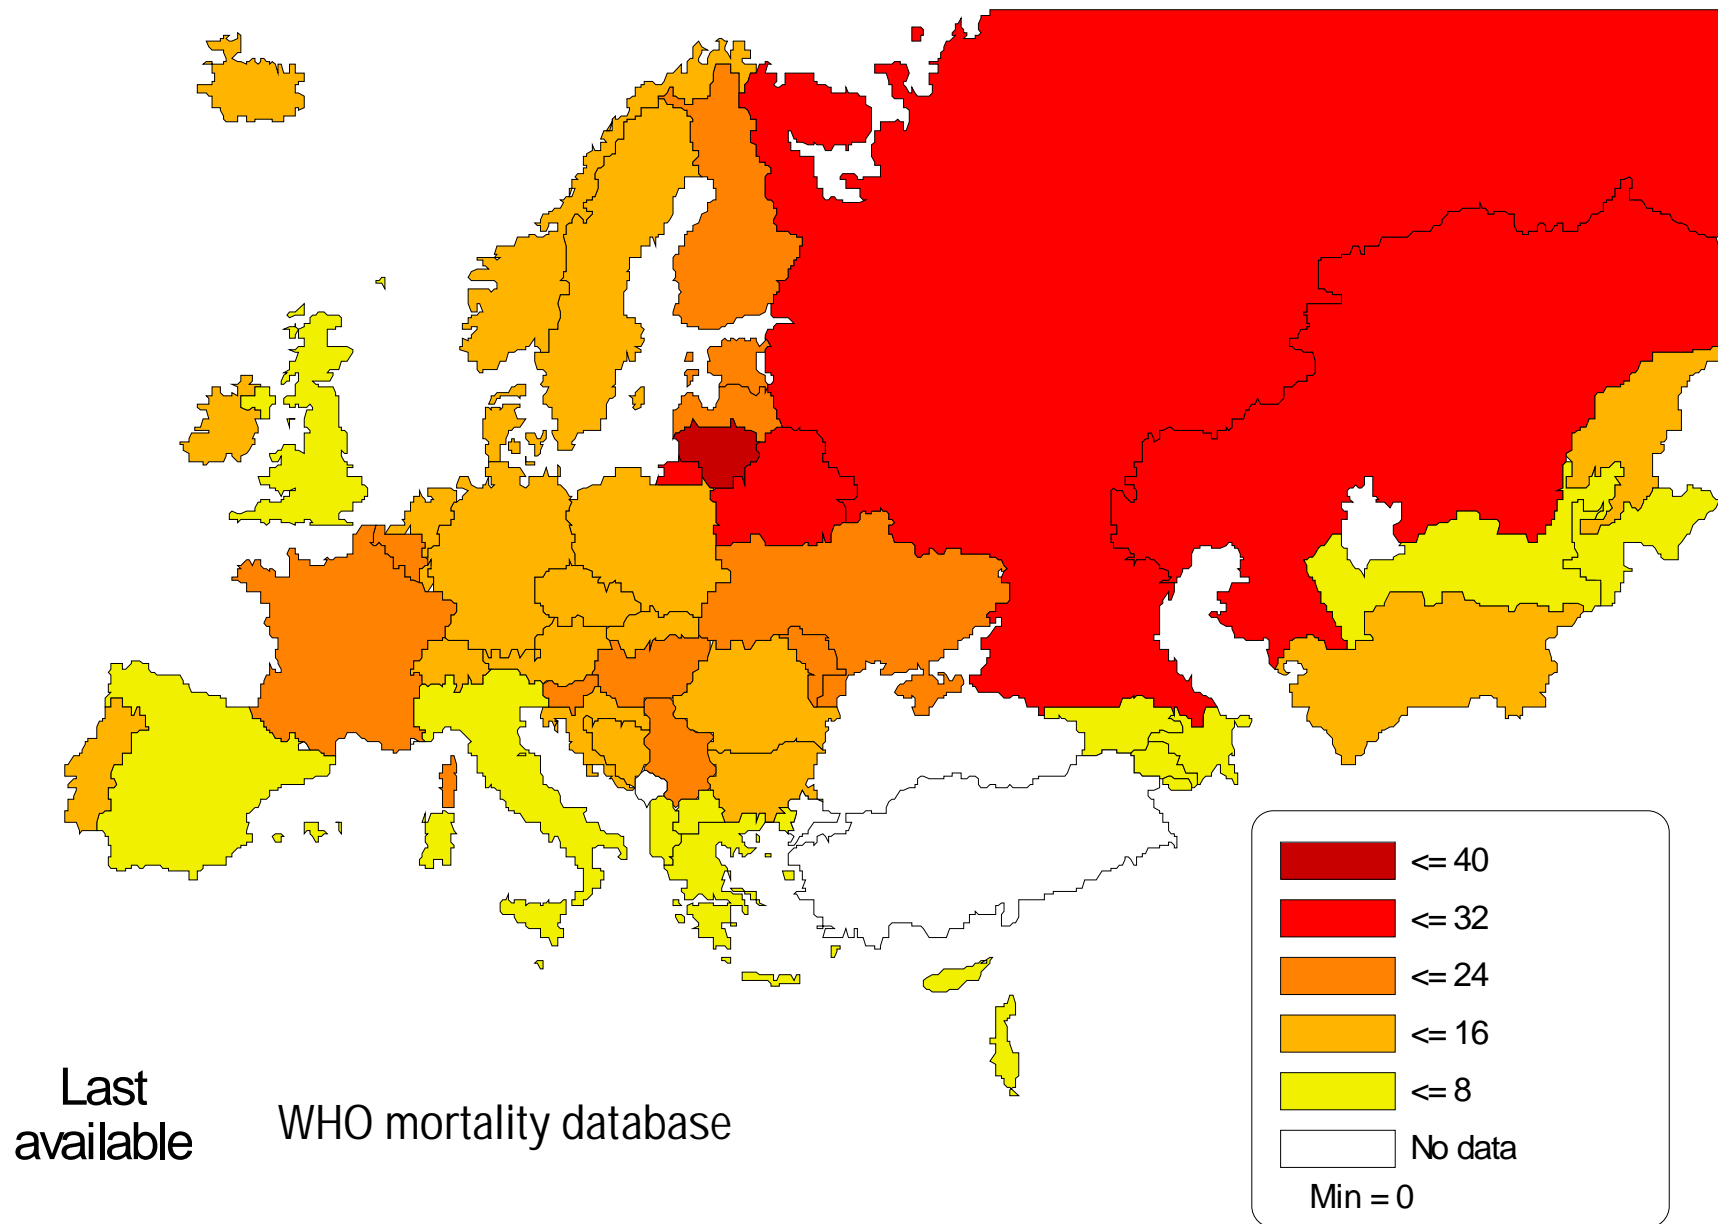 <= 40
<= 32
<= 24
<= 16
<= 8
No data
Min = 0
Last
available
WHO mortality database